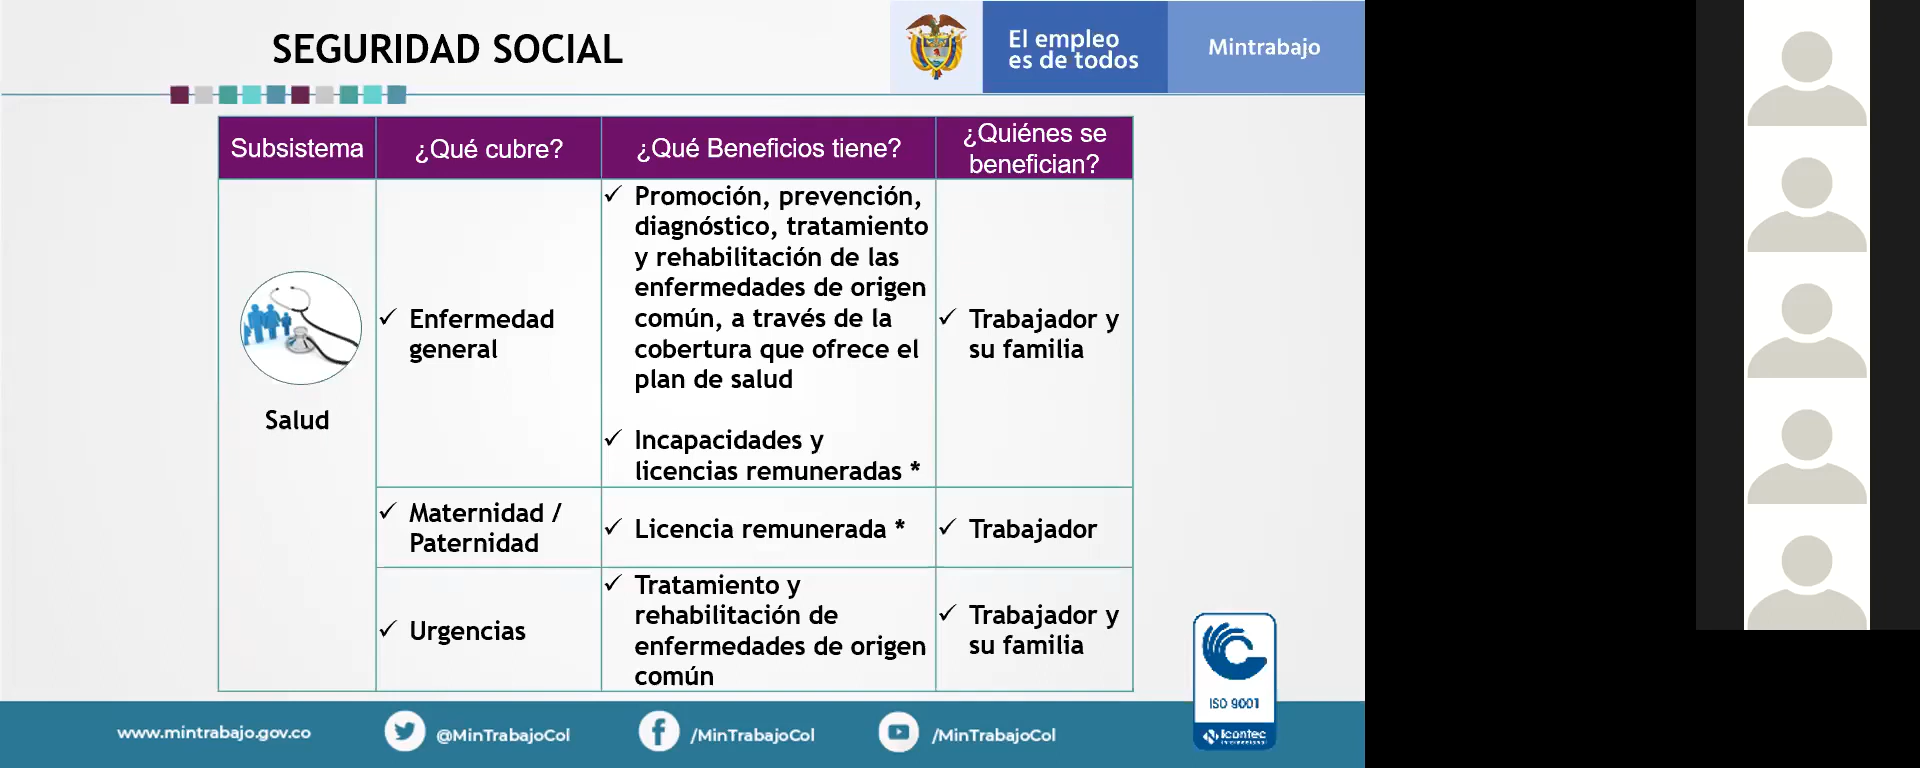 SEGURIDAD SOCIAL
El empleo
es de todos
Mintrabajo
Subsistema
¿Qué cubre?
¿Qué Beneficios tiene?
¿Quiénes se
benefician?
Salud
✓ Enfermedad
general
✓ Promoción, prevención,
diagnóstico, tratamiento
y rehabilitación de las
enfermedades de origen
común, a través de la
cobertura que ofrece el
plan de salud
✓ Incapacidades y
licencias remuneradas *
✓ Trabajador y
su familia
✓ Maternidad /
Paternidad
✓ Licencia remunerada *
✓ Trabajador
✓ Urgencias
✓ Tratamiento y
rehabilitación de
enfermedades de origen
común
✓ Trabajador y
su familia
ISO 9001
Icontec
www.mintrabajo.gov.co
@MinTrabajoCol
/MinTrabajoCol
/MinTrabajoCol